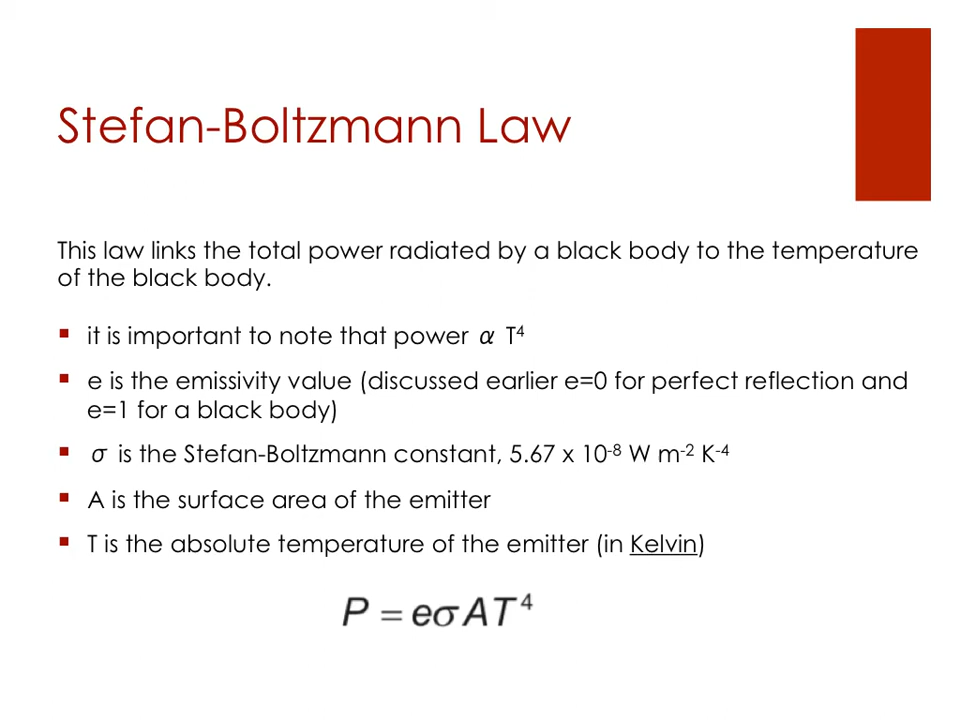 Stefan-Boltzmann Law
This law links the total power radiated by a black body to the temperature
of the black body.
▪ it is important to note that power α T⁴
▪ e is the emissivity value (discussed earlier e=0 for perfect reflection and
e=1 for a black body)
▪ σ is the Stefan-Boltzmann constant, 5.67 x 10⁻⁸ W m⁻² K⁻⁴
▪ A is the surface area of the emitter
▪ T is the absolute temperature of the emitter (in Kelvin)
P = eσAT⁴